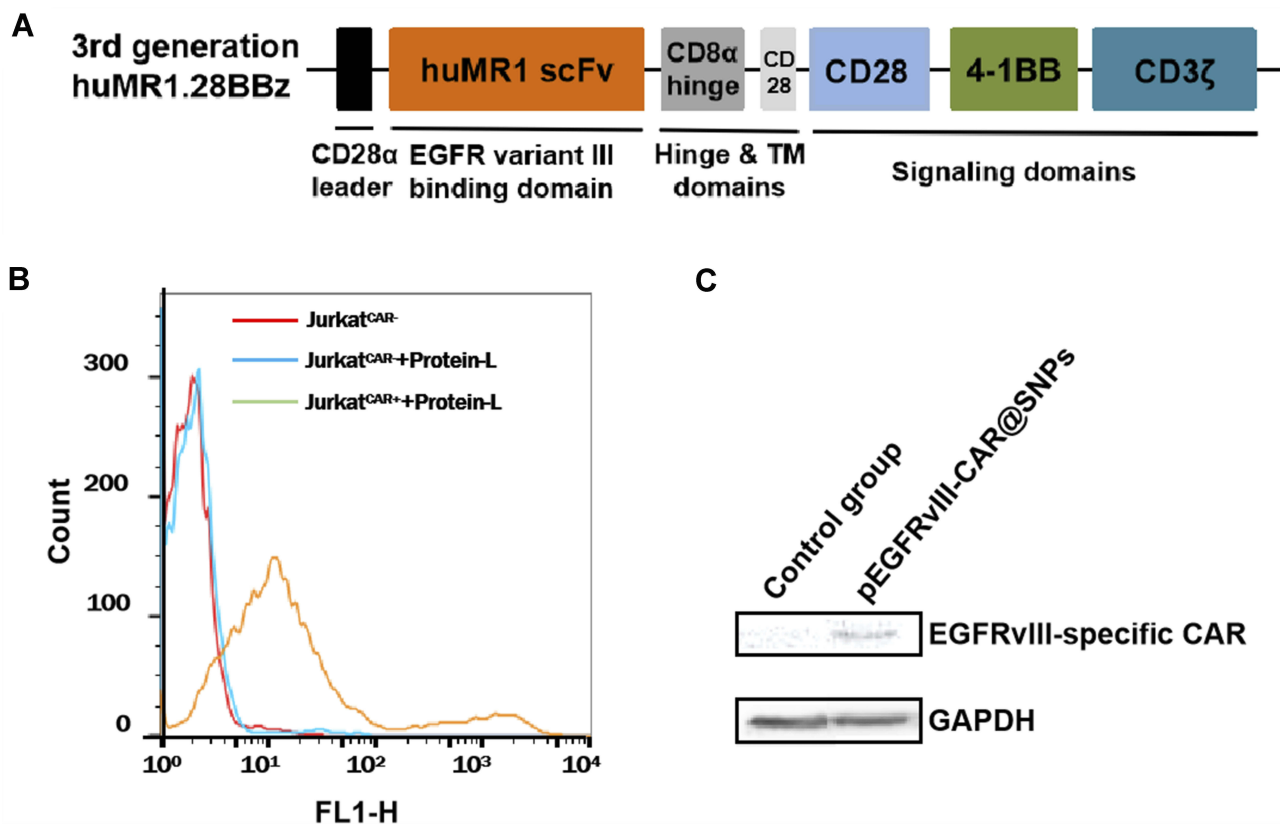 A
3rd generation
huMR1.28BBz
huMR1 scFv
CD8α
hinge
CD
28
CD28
4-1BB
CD3ζ
CD28α
leader
EGFR variant III
binding domain
Hinge & TM
domains
Signaling domains
B
JurkatCAR-
JurkatCAR-+Protein-L
JurkatCAR++Protein-L
Count
300
200
100
0
10⁰
10¹
10²
10³
10⁴
FL1-H
C
Control group
pEGFRvIII-CAR@SNPs
EGFRvIII-specific CAR
GAPDH